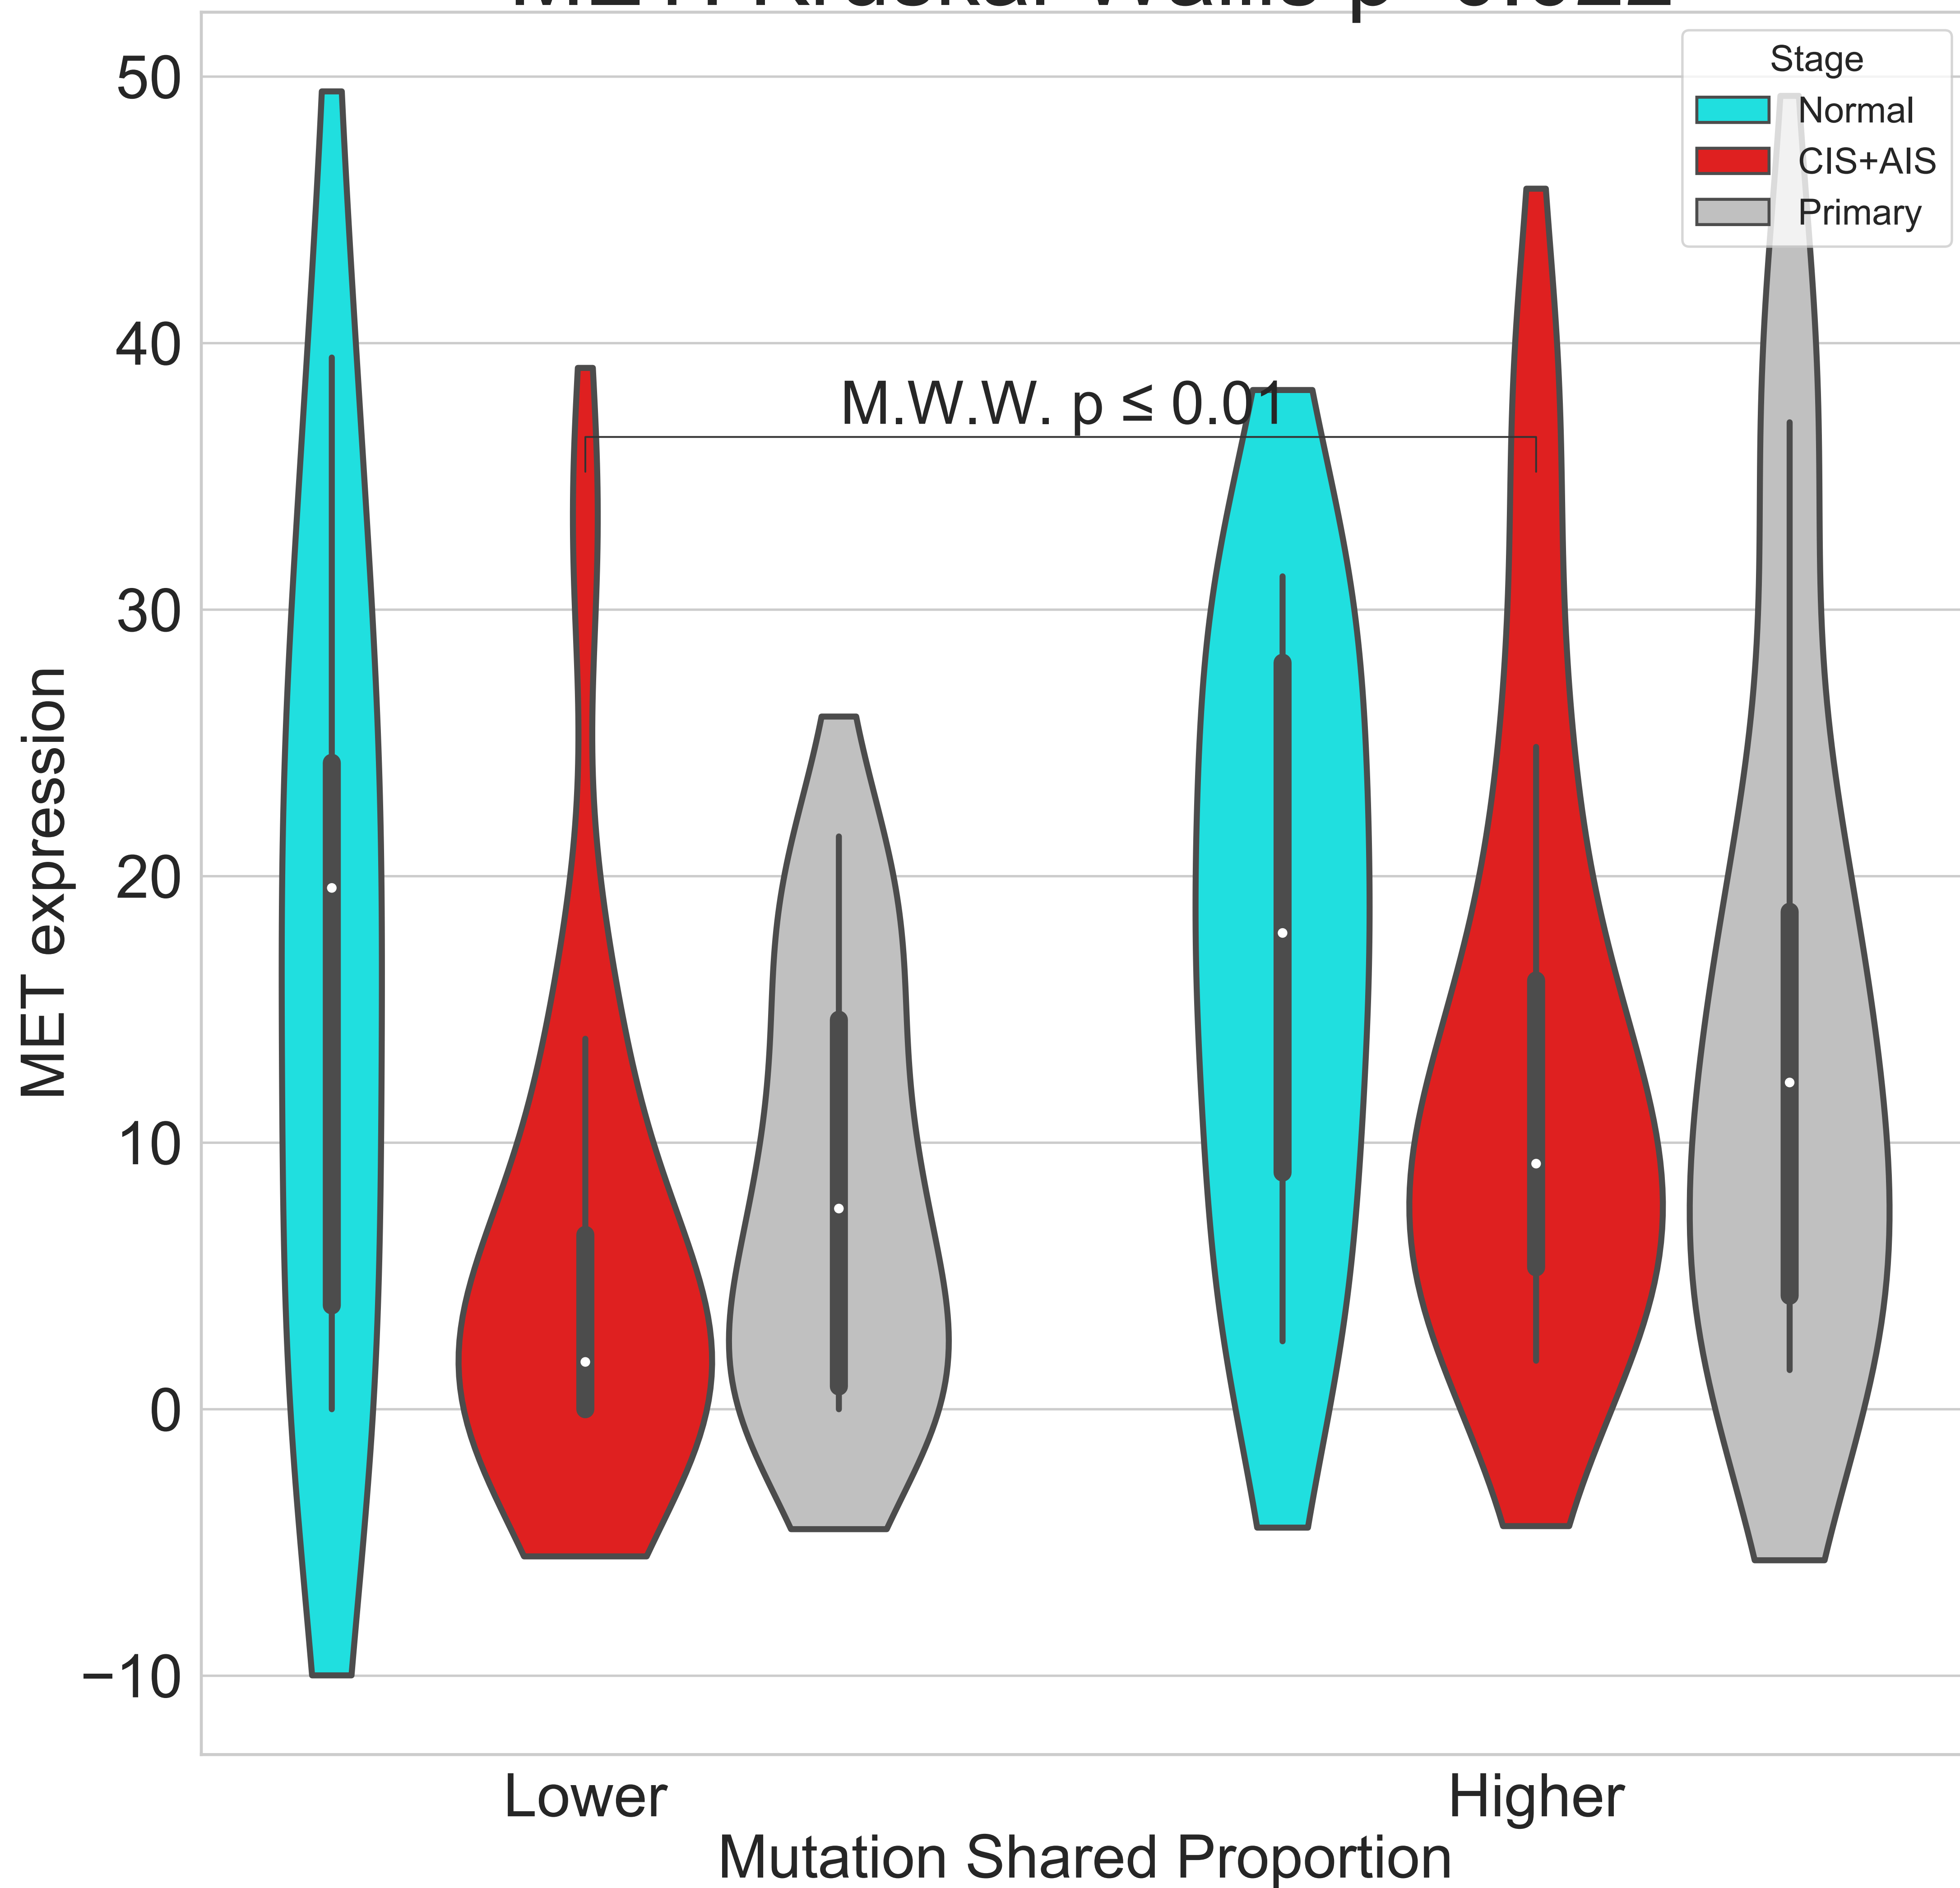 Stage
Normal
CIS+AIS
Primary
M.W.W. p ≤ 0.01
50
40
30
20
10
0
−10
MET expression
Lower
Higher
Mutation Shared Proportion